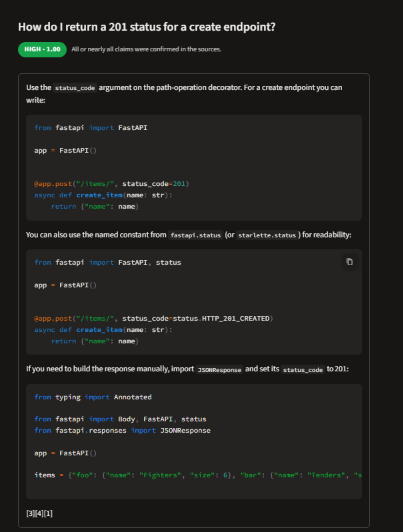 How do I return a 201 status for a create endpoint?
HIGH · 1.00 All or nearly all claims were confirmed in the sources.
Use the status_code argument on the path-operation decorator. For a create endpoint you can
write:
from fastapi import FastAPI
app = FastAPI()
@app.post("/items/", status_code=201)
async def create_item(name: str):
    return {"name": name}
You can also use the named constant from fastapi.status (or starlette.status) for readability:
from fastapi import FastAPI, status
app = FastAPI()
@app.post("/items/", status_code=status.HTTP_201_CREATED)
async def create_item(name: str):
    return {"name": name}
If you need to build the response manually, import JSONResponse and set its status_code to 201:
from typing import Annotated
from fastapi import Body, FastAPI, status
from fastapi.responses import JSONResponse
app = FastAPI()
items = {"foo": {"name": "Fighters", "size": 6}, "bar": {"name": "Tenders", "s
[3][4][1]